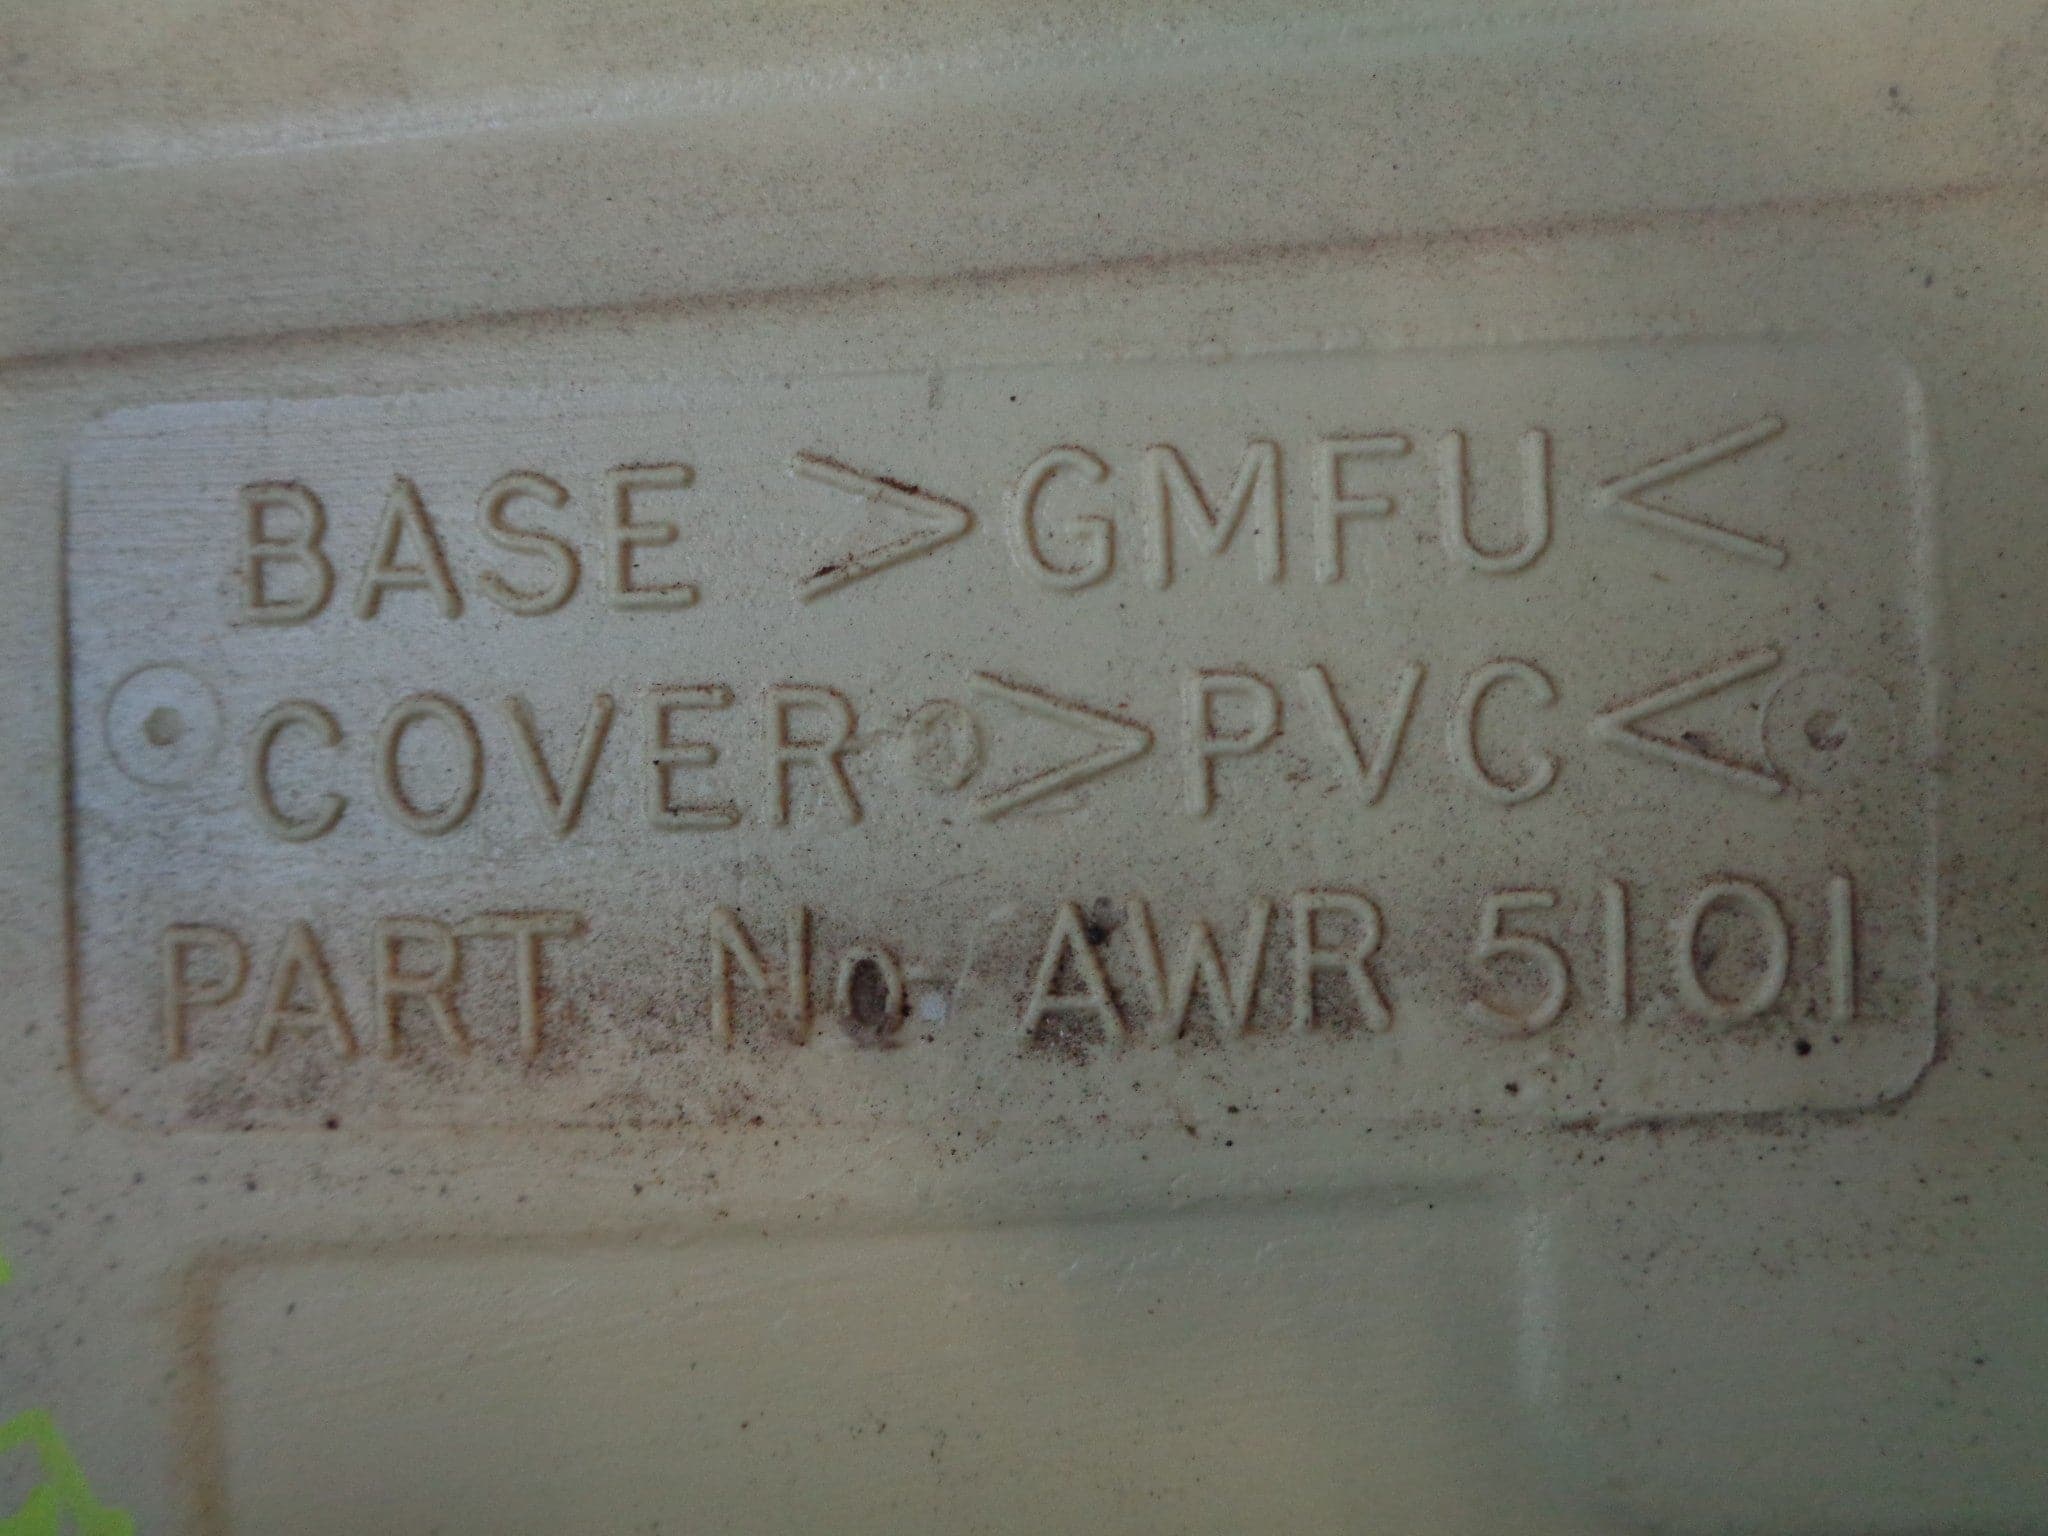 BASE >GMFU<
COVER >PVC<
PART No AWR 5101